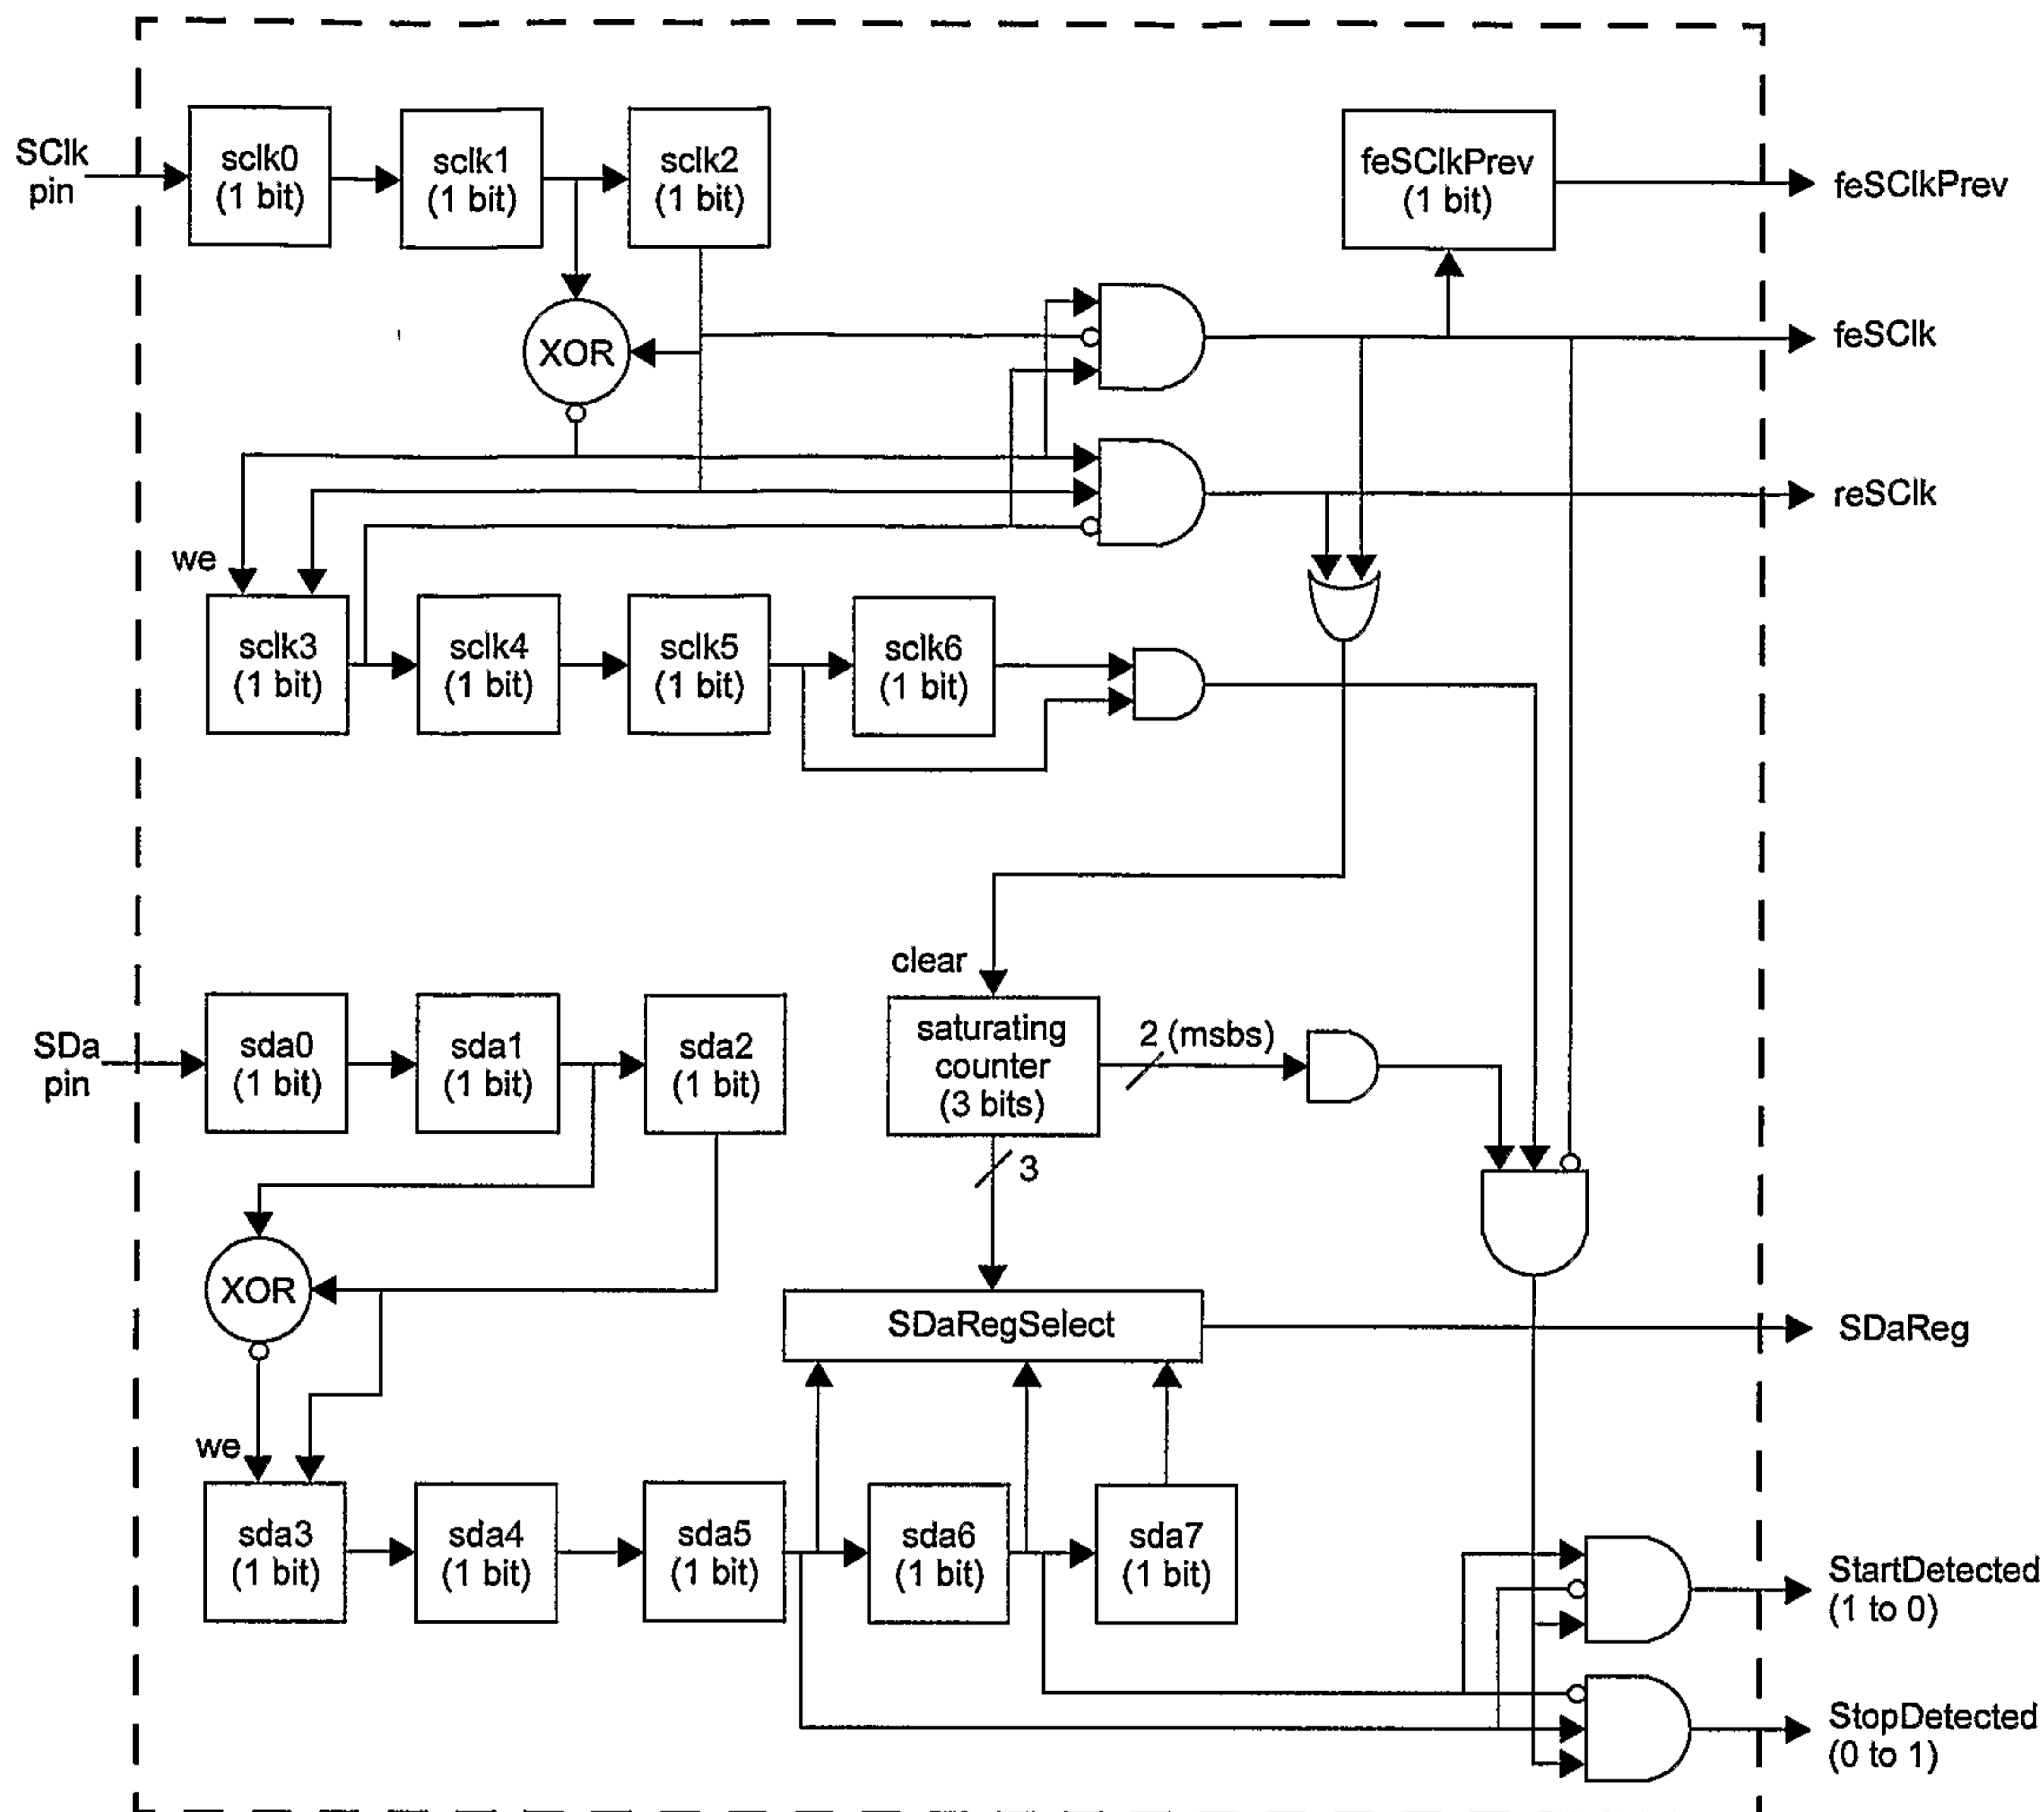 SClk
pin
sclk0
(1 bit)
sclk1
(1 bit)
sclk2
(1 bit)
feSClkPrev
(1 bit)
feSClkPrev
XOR
feSClk
reSClk
we
sclk3
(1 bit)
sclk4
(1 bit)
sclk5
(1 bit)
sclk6
(1 bit)
clear
SDa
pin
sda0
(1 bit)
sda1
(1 bit)
sda2
(1 bit)
saturating
counter
(3 bits)
2 (msbs)
3
XOR
SDaRegSelect
SDaReg
we
sda3
(1 bit)
sda4
(1 bit)
sda5
(1 bit)
sda6
(1 bit)
sda7
(1 bit)
StartDetected
(1 to 0)
StopDetected
(0 to 1)